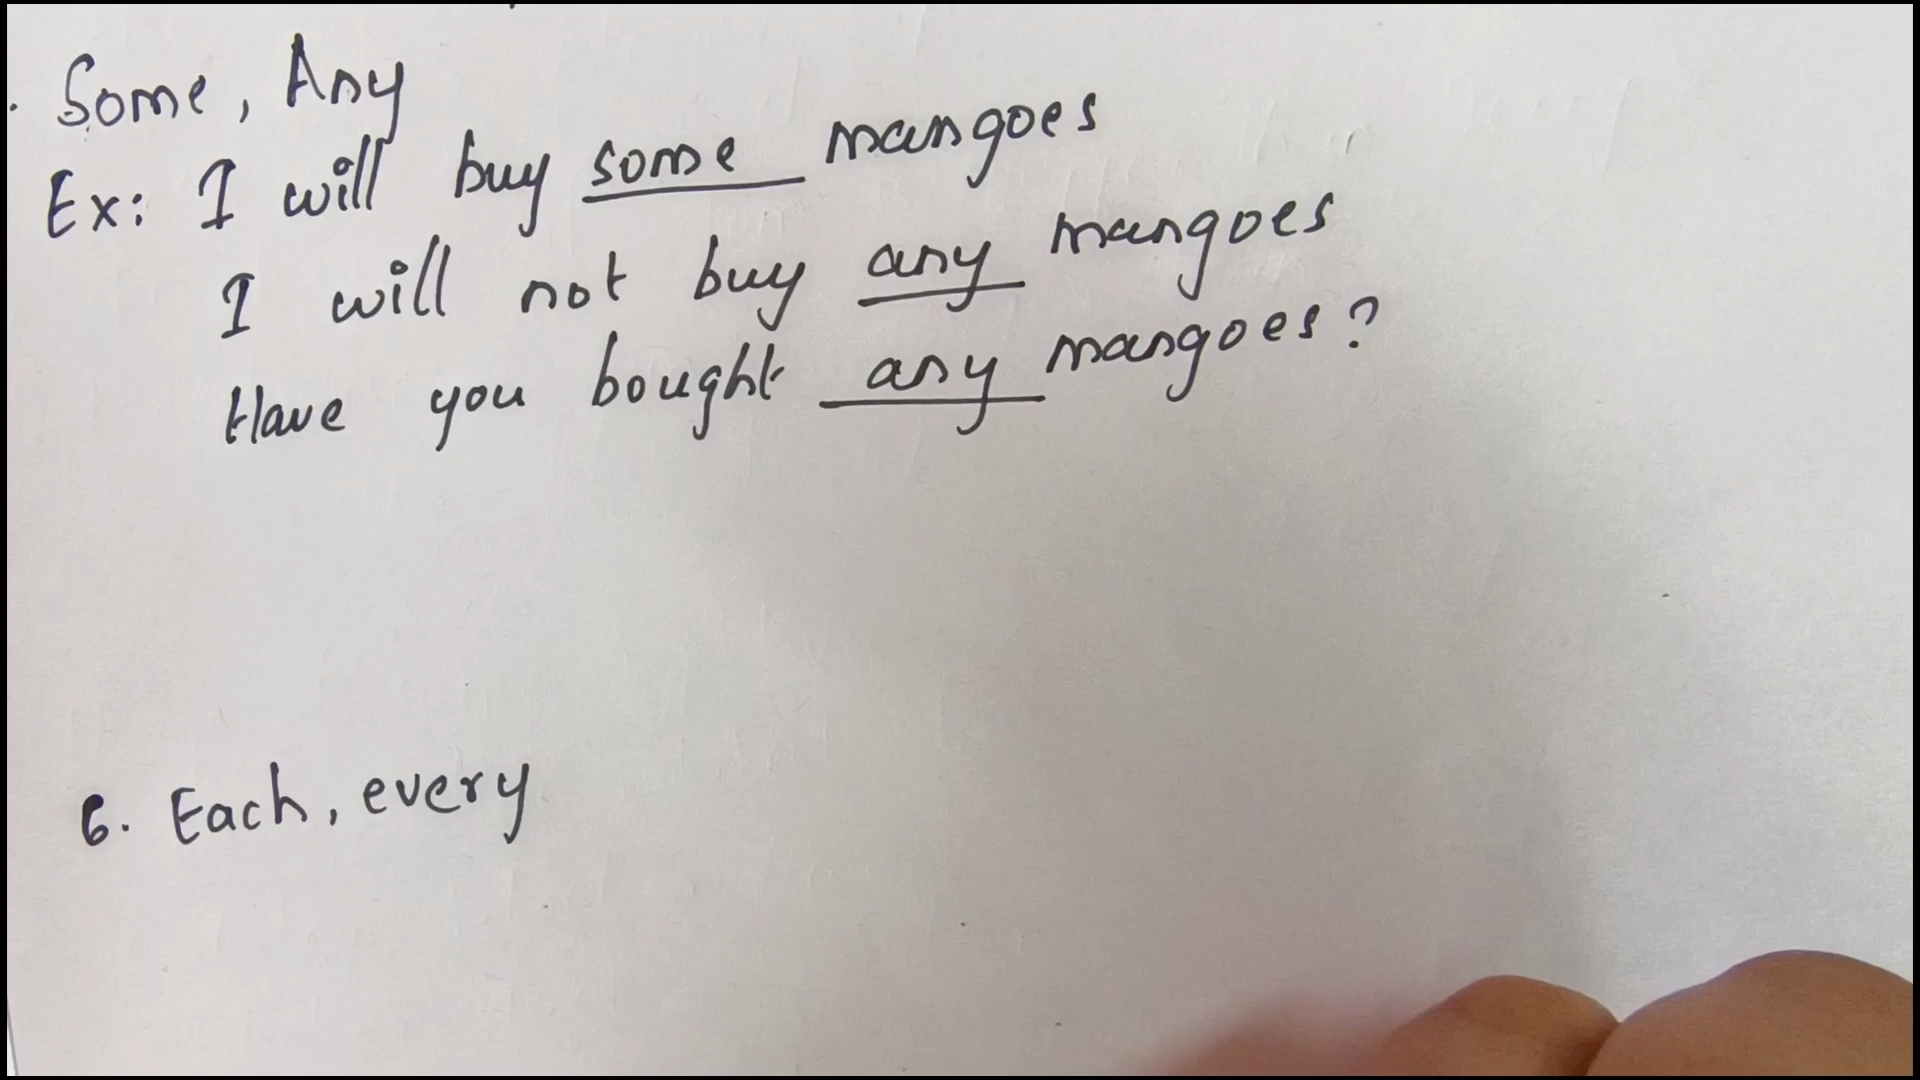 . Some, Any
Ex: I will buy some mangoes
I will not buy any mangoes
Have you bought any mangoes?
6. Each, every